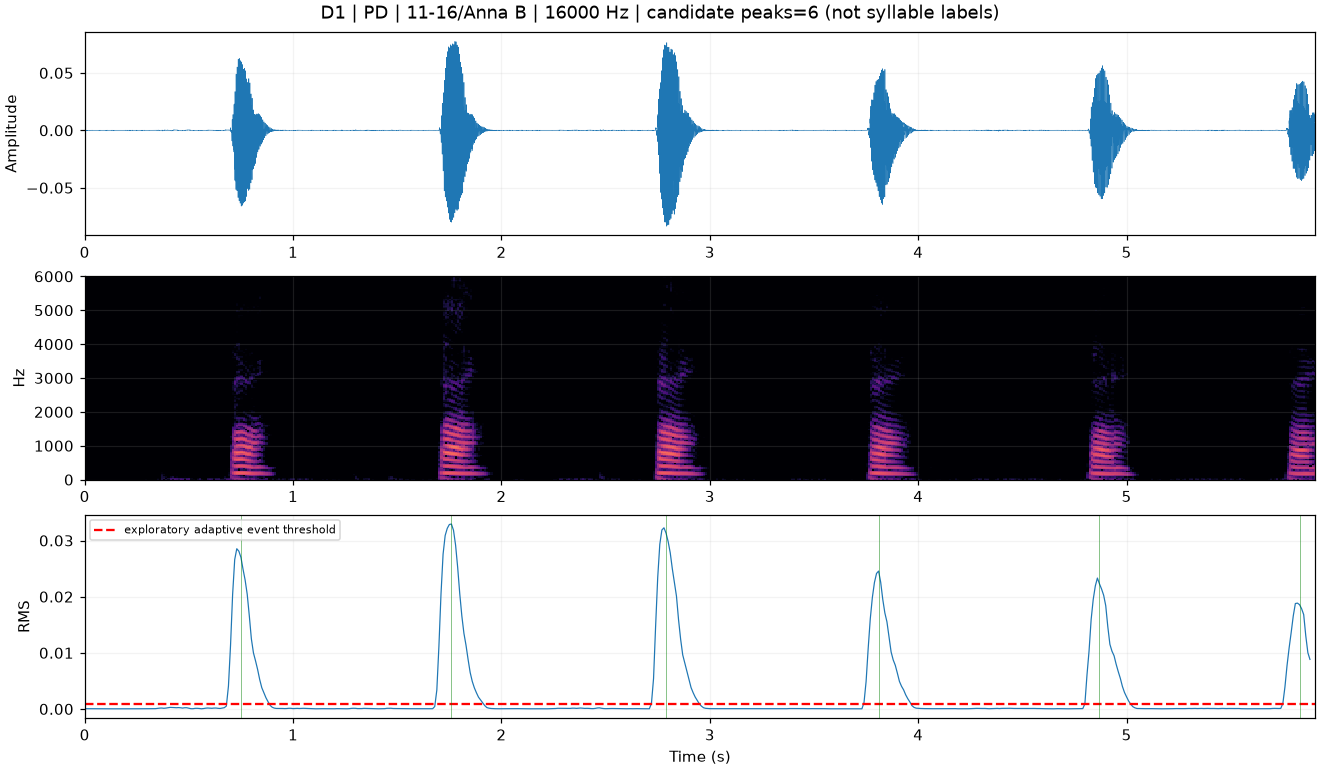 D1 | PD | 11-16/Anna B | 16000 Hz | candidate peaks=6 (not syllable labels)
Amplitude
0.05
0.00
−0.05
0 1 2 3 4 5
Hz
6000
5000
4000
3000
2000
1000
0
0 1 2 3 4 5
exploratory adaptive event threshold
RMS
0.03
0.02
0.01
0.00
0 1 2 3 4 5
Time (s)